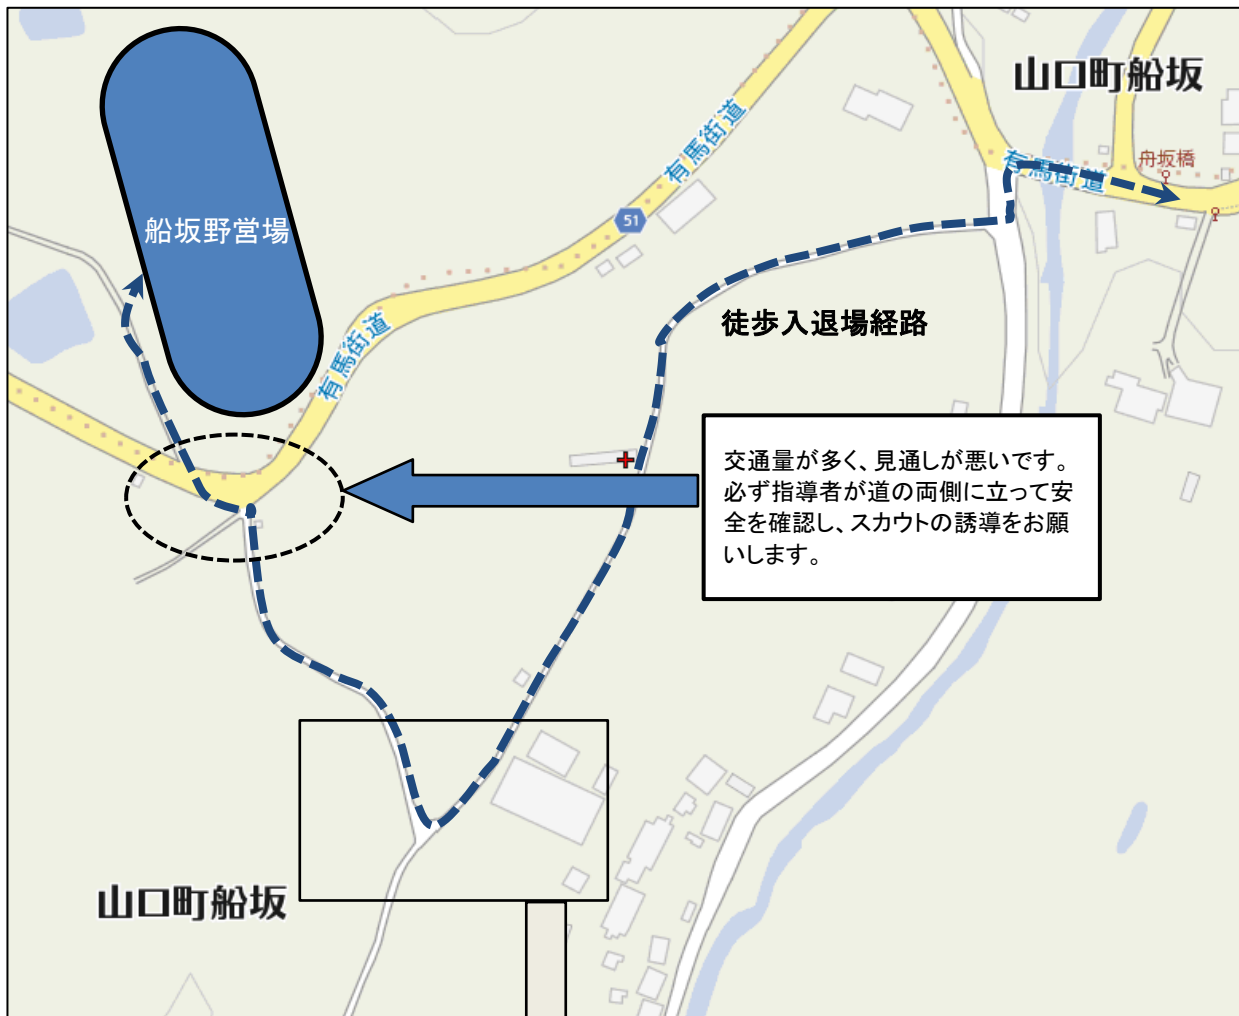 山口町船坂
有馬街道
舟坂橋
有馬街道
船坂野営場
51
徒歩入退場経路
有馬街道
交通量が多く、見通しが悪いです。
必ず指導者が道の両側に立って安
全を確認し、スカウトの誘導をお願
いします。
山口町船坂